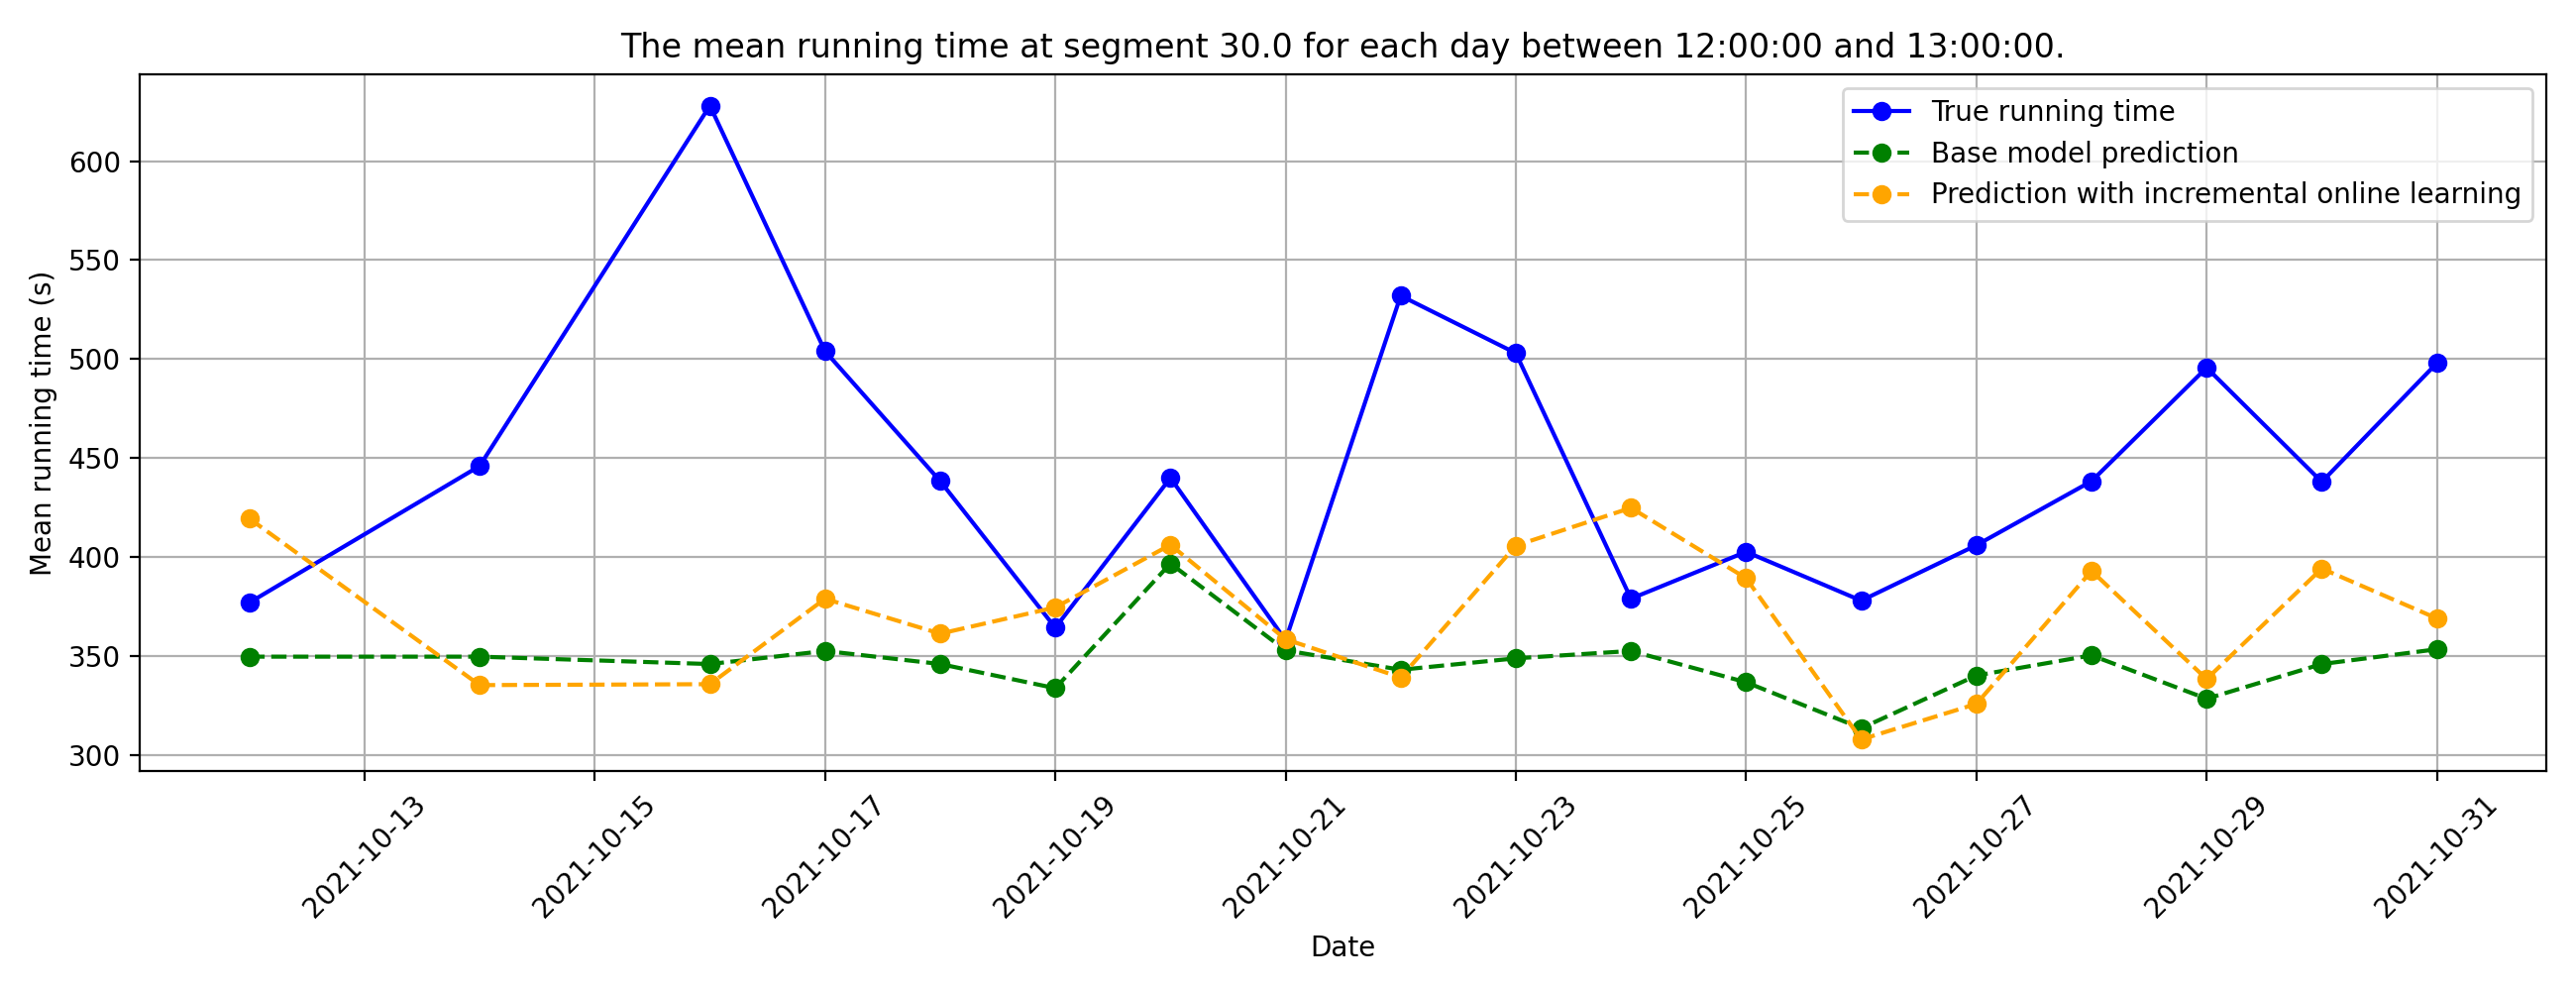 The mean running time at segment 30.0 for each day between 12:00:00 and 13:00:00.
True running time
Base model prediction
Prediction with incremental online learning
Mean running time (s)
600
550
500
450
400
350
300
2021-10-13
2021-10-15
2021-10-17
2021-10-19
2021-10-21
2021-10-23
2021-10-25
2021-10-27
2021-10-29
2021-10-31
Date